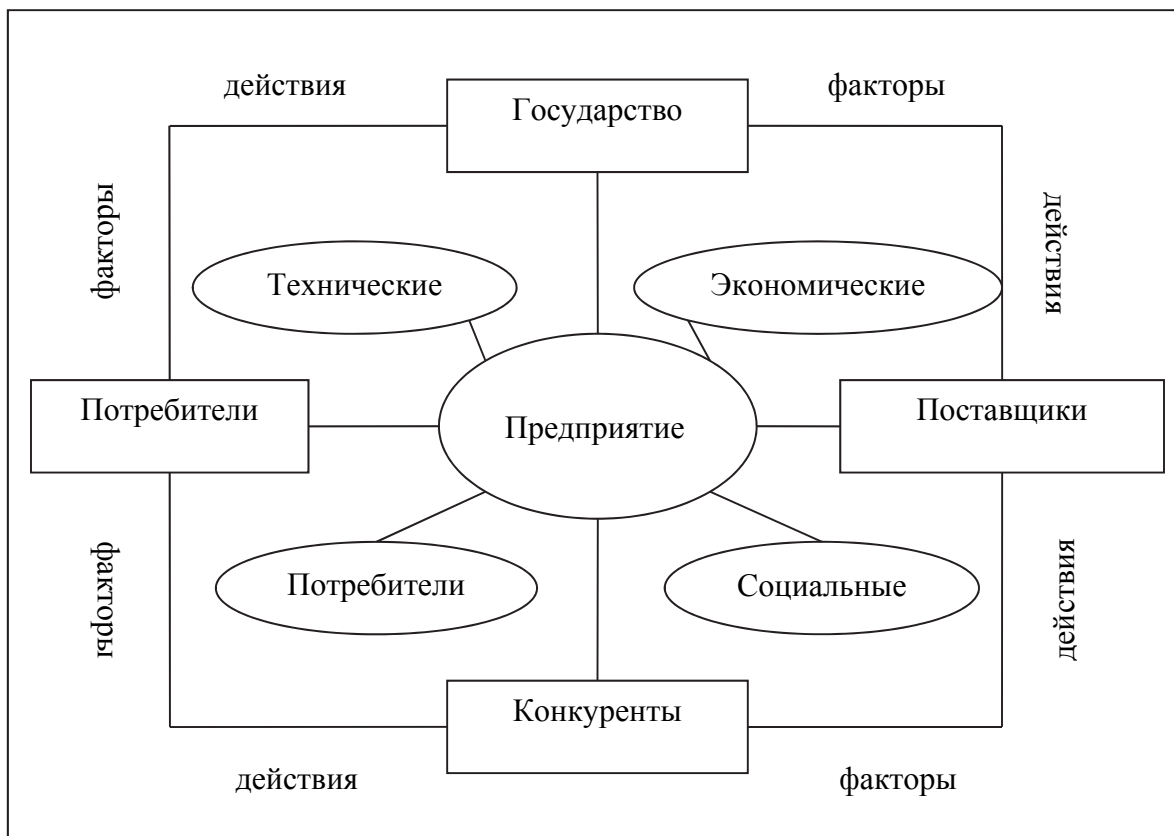 действия
факторы
Государство
факторы
действия
Технические
Экономические
Потребители
Предприятие
Поставщики
факторы
действия
Потребители
Социальные
Конкуренты
действия
факторы